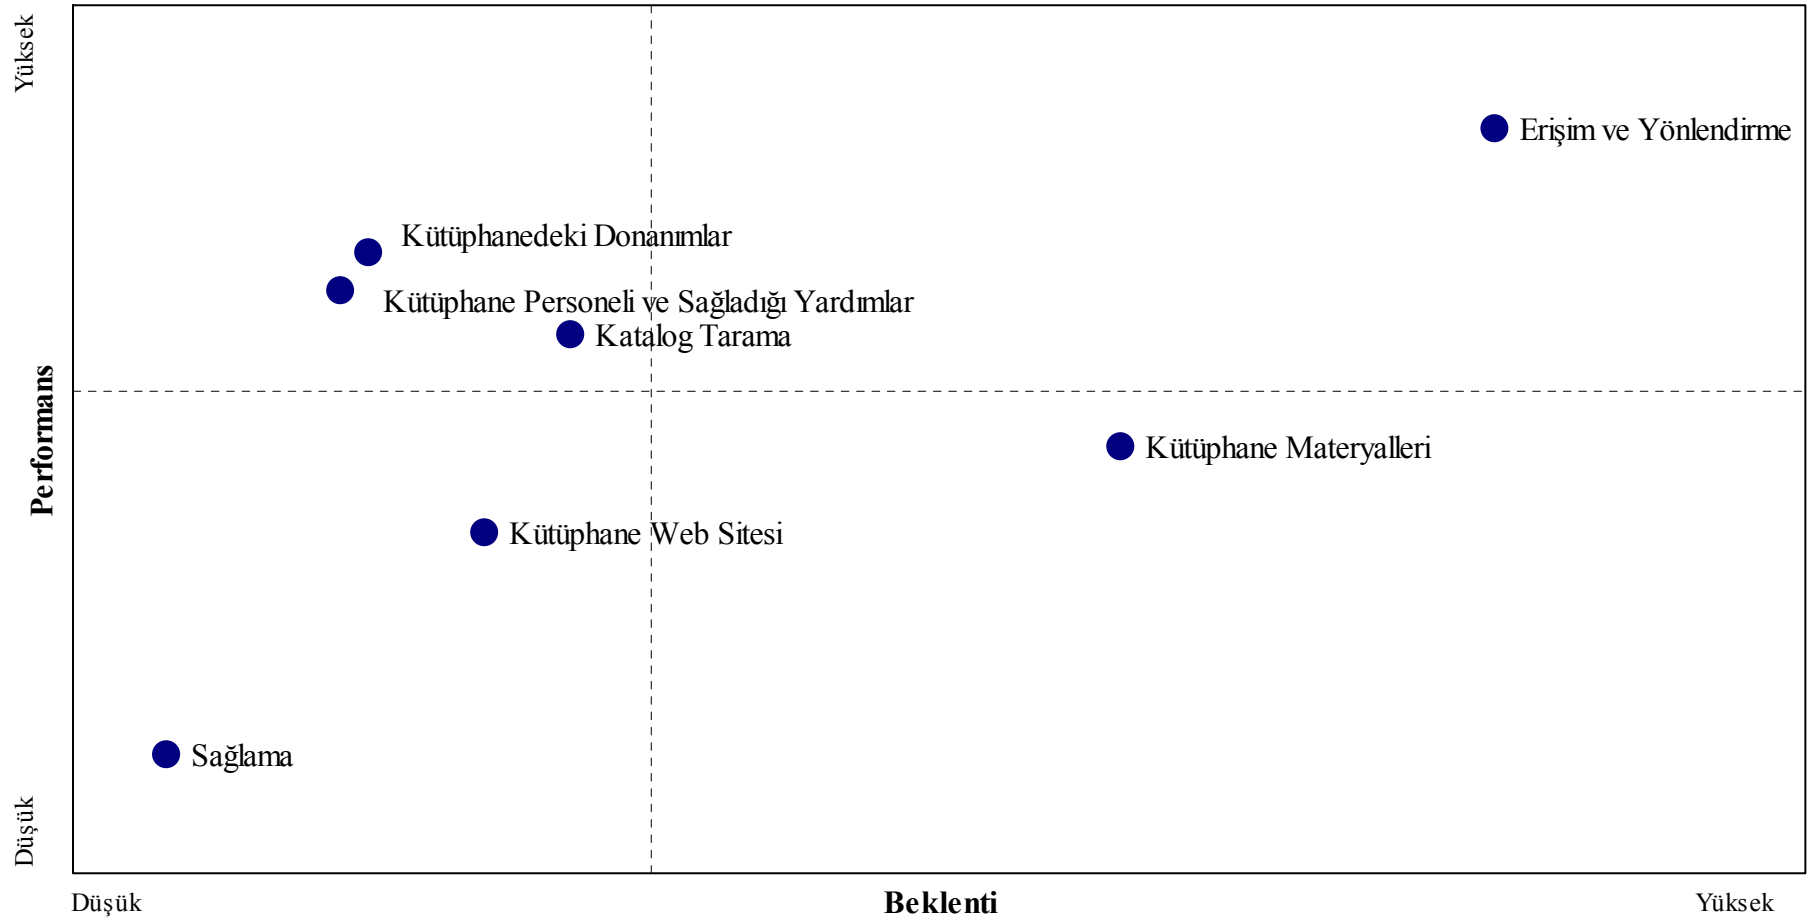 Yüksek
Erişim ve Yönlendirme
Kütüphanedeki Donanımlar
Kütüphane Personeli ve Sağladığı Yardımlar
Katalog Tarama
Performans
Kütüphane Materyalleri
Kütüphane Web Sitesi
Sağlama
Düşük
Düşük
Beklenti
Yüksek